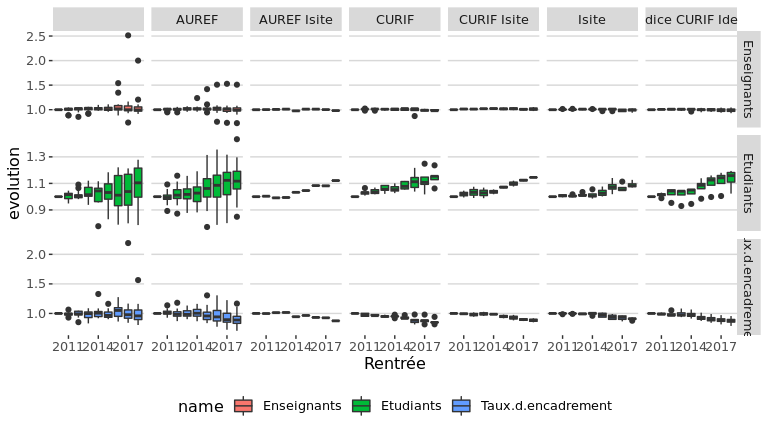 AUREF AUREF Isite CURIF CURIF Isite Isite dice CURIF Ide
2.5
2.0
1.5
1.0
Enseignants
1.3
1.1
0.9
Etudiants
2.0
1.5
1.0
ux.d.encadreme
evolution
2011 2014 2017 2011 2014 2017 2011 2014 2017 2011 2014 2017 2011 2014 2017 2011 2014 2017 2011 2014 2017
Rentrée
name Enseignants Etudiants Taux.d.encadrement